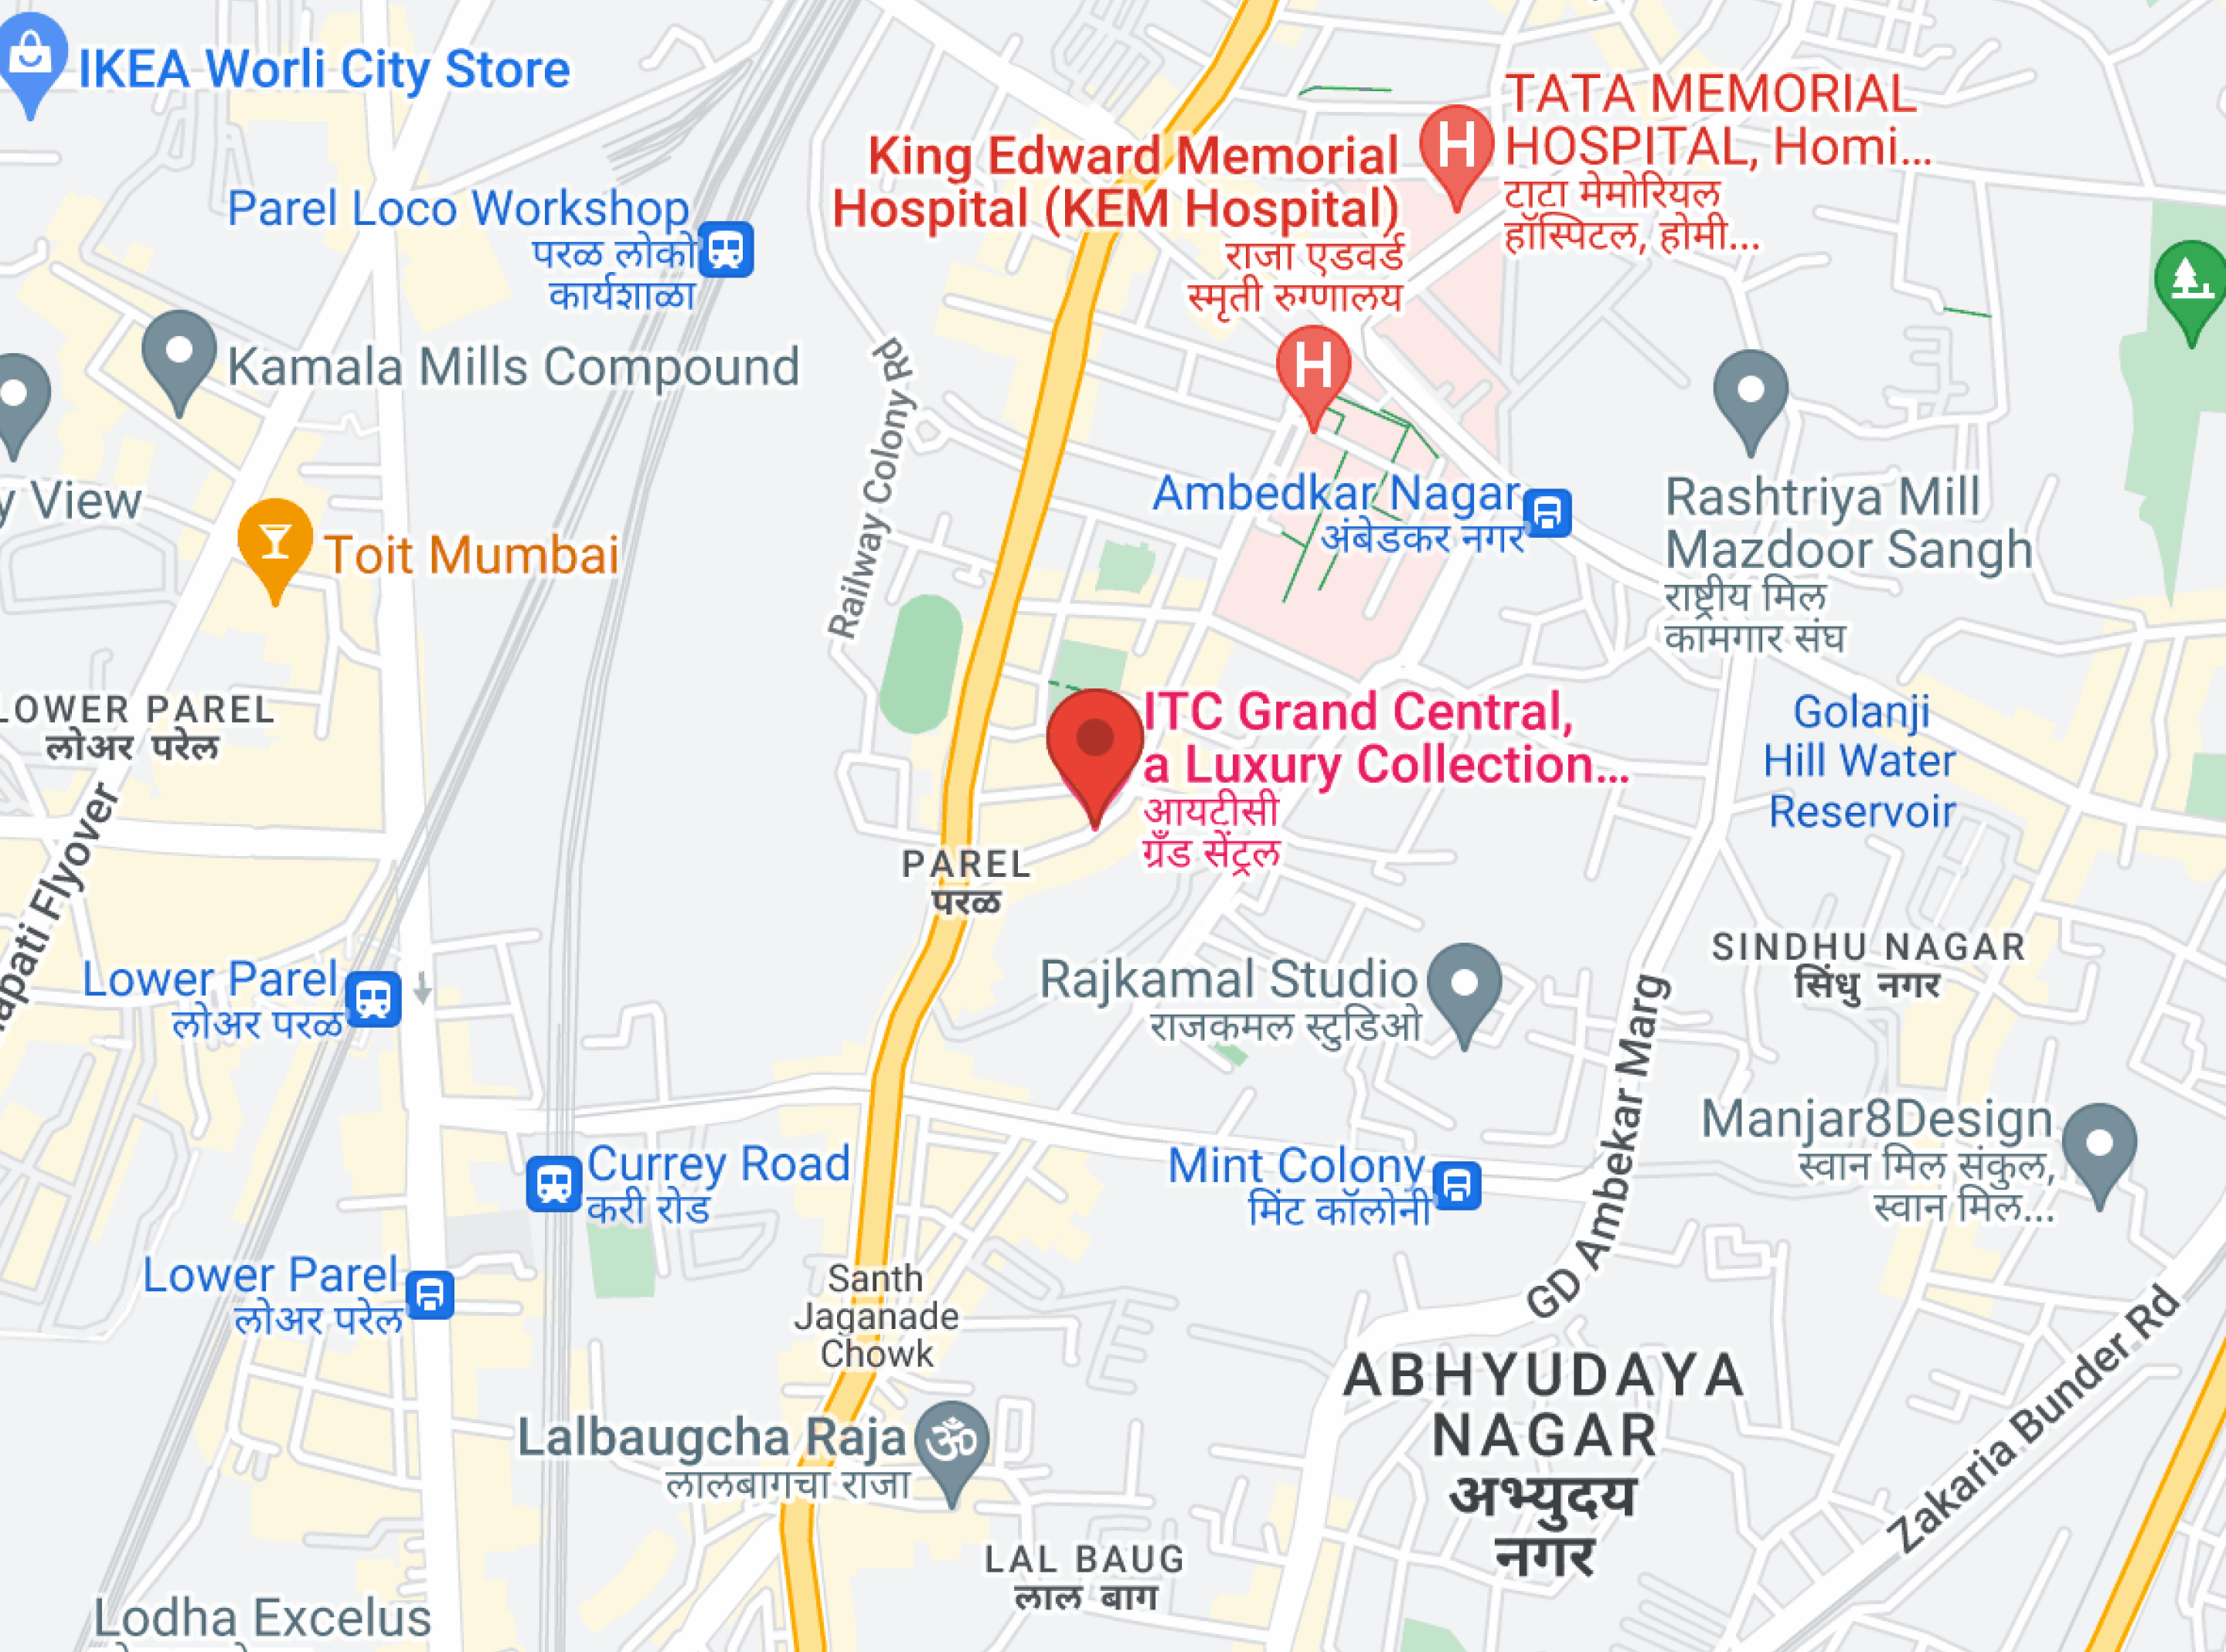 IKEA Worli City Store
TATA MEMORIAL
HOSPITAL, Homi...
टाटा मेमोरियल
हॉस्पिटल, होमी...
King Edward Memorial
Hospital (KEM Hospital)
राजा एडवर्ड
स्मृती रुग्णालय
Parel Loco Workshop
परळ लोको
कार्यशाळा
Kamala Mills Compound
Railway Colony Rd
y View
Ambedkar Nagar
अंबेडकर नगर
Rashtriya Mill
Mazdoor Sangh
राष्ट्रीय मिल
कामगार संघ
Toit Mumbai
LOWER PAREL
लोअर परेल
ITC Grand Central,
a Luxury Collection...
आयटीसी
ग्रँड सेंट्रल
Golanji
Hill Water
Reservoir
PAREL
परळ
apati Flyover
Lower Parel
लोअर परळ
Rajkamal Studio
राजकमल स्टुडिओ
SINDHU NAGAR
सिंधु नगर
GD Ambekar Marg
Manjar8Design
स्वान मिल संकुल,
स्वान मिल...
Currey Road
करी रोड
Mint Colony
मिंट कॉलोनी
Lower Parel
लोअर परेल
Santh
Jaganade
Chowk
ABHYUDAYA
NAGAR
अभ्युदय
नगर
Zakaria Bunder Rd
Lalbaugcha Raja
लालबागचा राजा
LAL BAUG
लाल बाग
Lodha Excelus